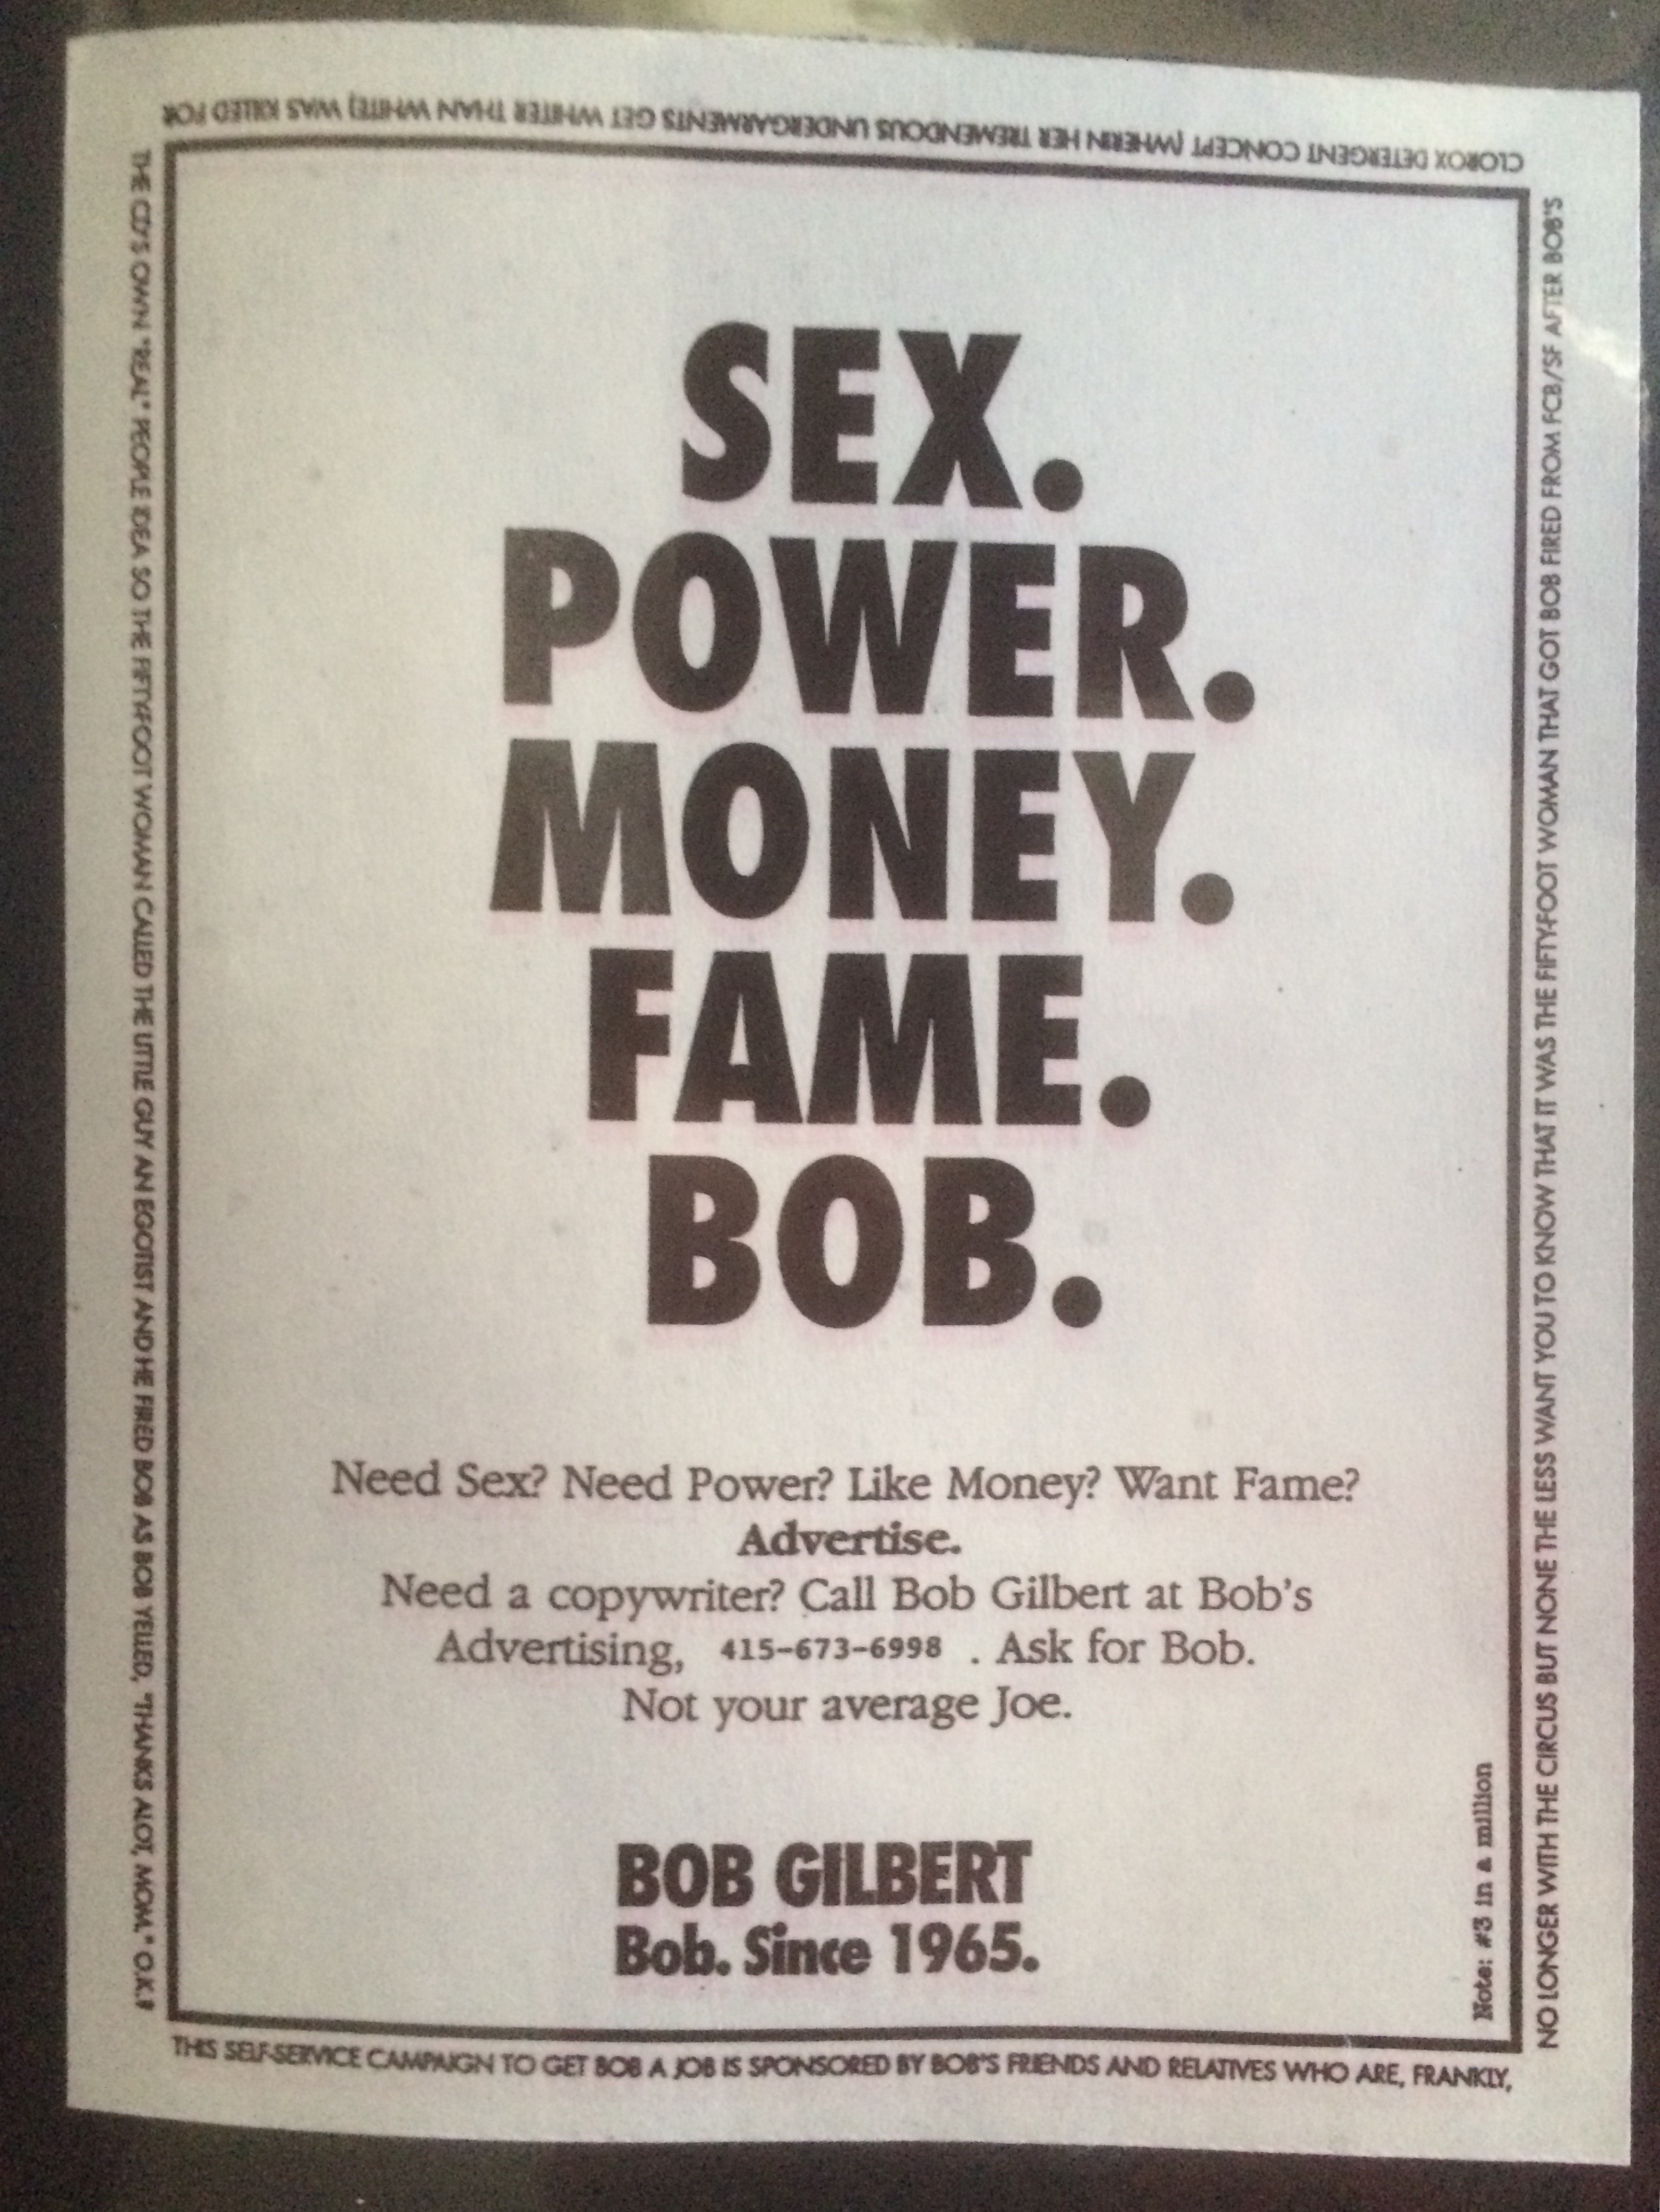 SEX.
POWER.
MONEY.
FAME.
BOB.
Need Sex? Need Power? Like Money? Want Fame?
Advertise.
Need a copywriter? Call Bob Gilbert at Bob's
Advertising, 415-673-6998 . Ask for Bob.
Not your average Joe.
BOB GILBERT
Bob. Since 1965.
Note: #3 in a million
THIS SELF-SERVICE CAMPAIGN TO GET BOB A JOB IS SPONSORED BY BOB'S FRIENDS AND RELATIVES WHO ARE, FRANKLY,
NO LONGER WITH THE CIRCUS BUT NONE THE LESS WANT YOU TO KNOW THAT IT WAS THE FIFTY-FOOT WOMAN THAT GOT BOB FIRED FROM FCB/SF AFTER BOB'S
CLOROX DETERGENT CONCEPT (WHERIN HER TREMENDOUS UNDERGARMENTS GET WHITER THAN WHITE) WAS KILLED FOR
THE CD'S OWN "REAL" PEOPLE IDEA. SO THE FIFTY-FOOT WOMAN CALLED THE LITTLE GUY AN EGOTIST AND HE FIRED BOB AS BOB YELLED, "THANKS ALOT, MOM." O.K.?